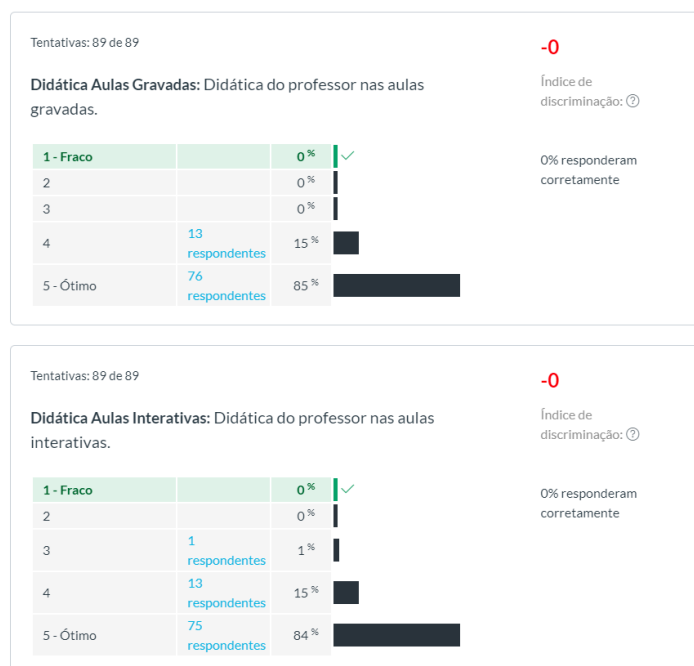 Tentativas: 89 de 89
-0
Didática Aulas Gravadas: Didática do professor nas aulas
gravadas.
Índice de
discriminação: ?
1 - Fraco 0 %
0% responderam
corretamente
2 0 %
3 0 %
4 13 respondentes 15 %
5 - Ótimo 76 respondentes 85 %
Tentativas: 89 de 89
-0
Didática Aulas Interativas: Didática do professor nas aulas
interativas.
Índice de
discriminação: ?
1 - Fraco 0 %
0% responderam
corretamente
2 0 %
3 1 respondentes 1 %
4 13 respondentes 15 %
5 - Ótimo 75 respondentes 84 %